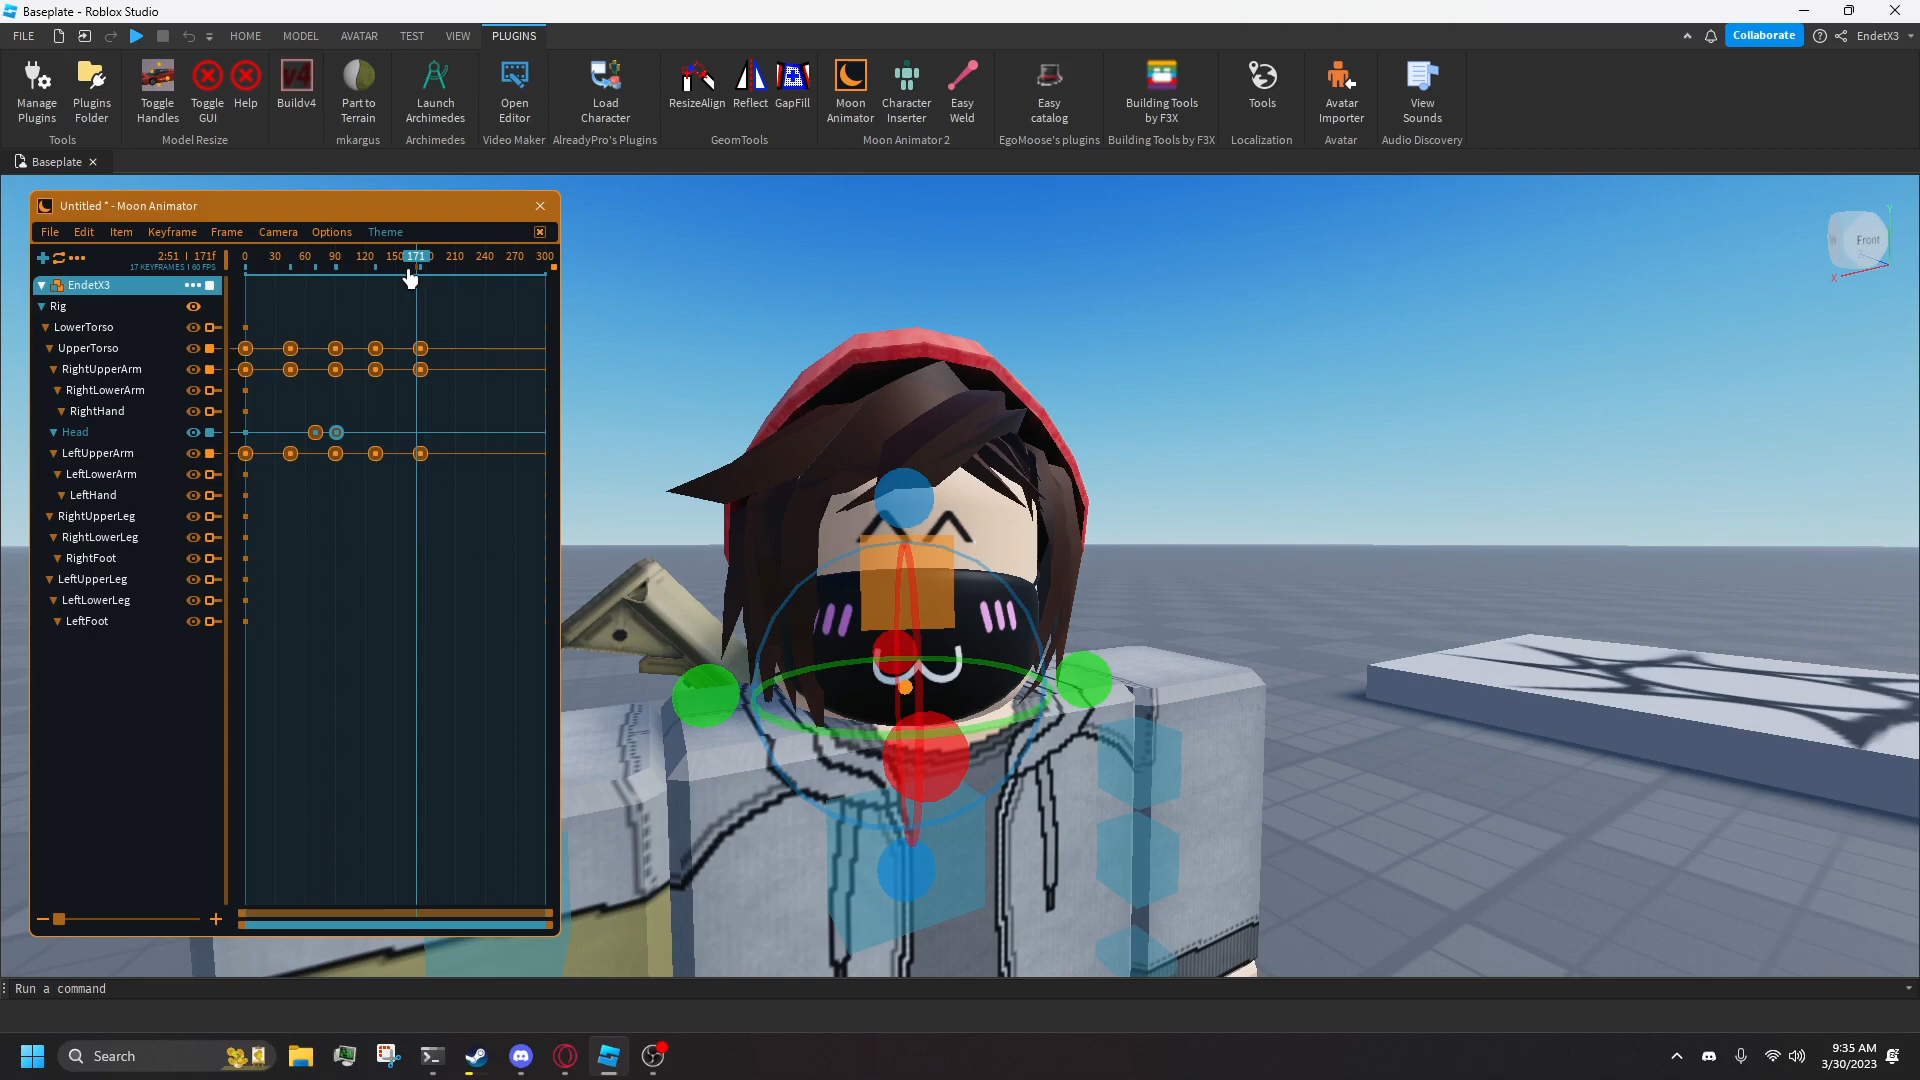 Baseplate - Roblox Studio
FILE HOME MODEL AVATAR TEST VIEW PLUGINS Collaborate EndetX3
Manage Plugins
Plugins Folder
Toggle Handles
Toggle GUI
Help
v4
Buildv4
Part to Terrain
Launch Archimedes
Open Editor
Load Character
ResizeAlign
Reflect
GapFill
Moon Animator
Character Inserter
Easy Weld
Easy catalog
Building Tools by F3X
Tools
Avatar Importer
View Sounds
Tools Model Resize mkargus Archimedes Video Maker AlreadyPro's Plugins GeomTools Moon Animator 2 EgoMoose's plugins Building Tools by F3X Localization Avatar Audio Discovery
Baseplate
Untitled * - Moon Animator
File Edit Item Keyframe Frame Camera Options Theme
2:51 | 171f 0 30 60 90 120 150 171 210 240 270 300
17 KEYFRAMES | 60 FPS
EndetX3
Rig
LowerTorso
UpperTorso
RightUpperArm
RightLowerArm
RightHand
Head
LeftUpperArm
LeftLowerArm
LeftHand
RightUpperLeg
RightLowerLeg
RightFoot
LeftUpperLeg
LeftLowerLeg
LeftFoot
Y
Front
X
Run a command
Search
9:35 AM
3/30/2023